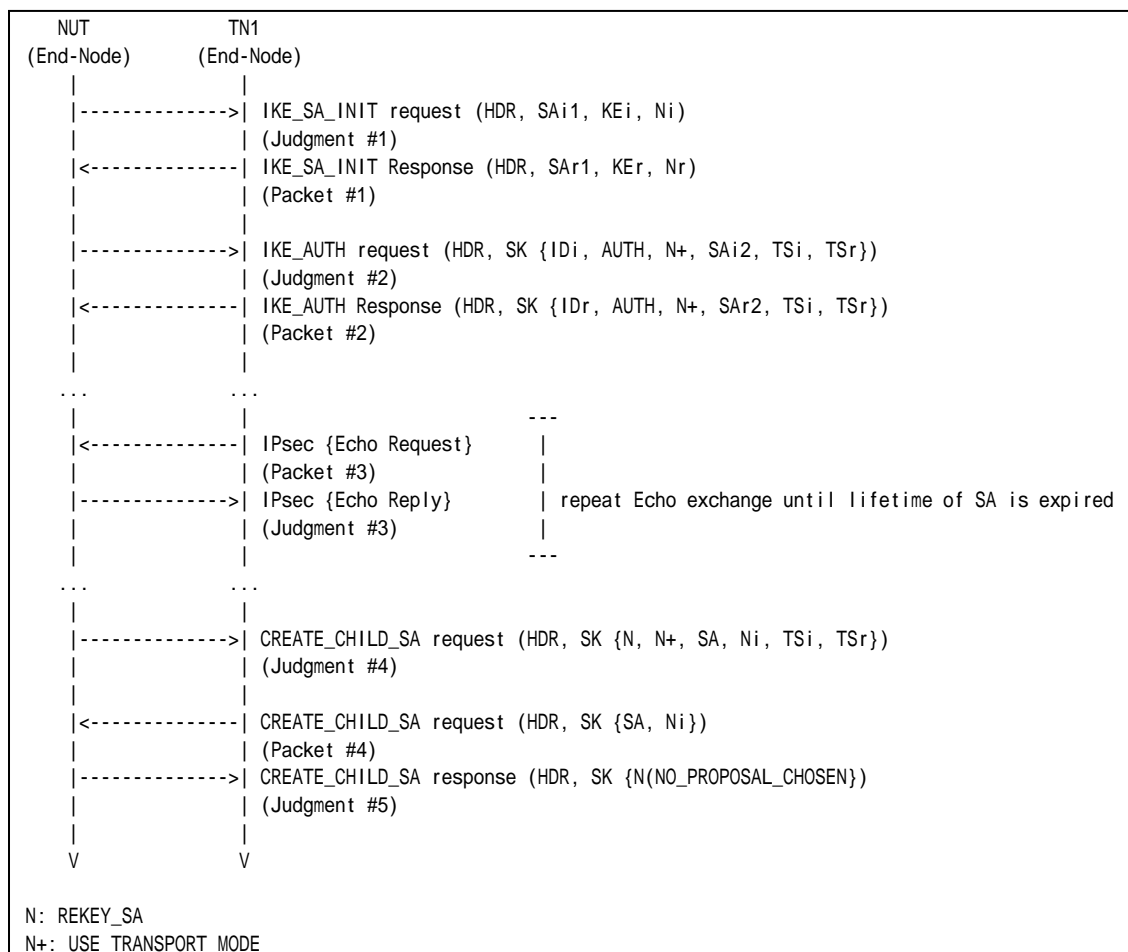 NUT TN1
(End-Node) (End-Node)
| |
|-------------->| IKE_SA_INIT request (HDR, SAi1, KEi, Ni)
| | (Judgment #1)
|<--------------| IKE_SA_INIT Response (HDR, SAr1, KEr, Nr)
| | (Packet #1)
| |
|-------------->| IKE_AUTH request (HDR, SK {IDi, AUTH, N+, SAi2, TSi, TSr})
| | (Judgment #2)
|<--------------| IKE_AUTH Response (HDR, SK {IDr, AUTH, N+, SAr2, TSi, TSr})
| | (Packet #2)
| |
... ...
| | ---
|<--------------| IPsec {Echo Request} |
| | (Packet #3) |
|-------------->| IPsec {Echo Reply} | repeat Echo exchange until lifetime of SA is expired
| | (Judgment #3) |
| | ---
... ...
| |
|-------------->| CREATE_CHILD_SA request (HDR, SK {N, N+, SA, Ni, TSi, TSr})
| | (Judgment #4)
| |
|<--------------| CREATE_CHILD_SA request (HDR, SK {SA, Ni})
| | (Packet #4)
|-------------->| CREATE_CHILD_SA response (HDR, SK {N(NO_PROPOSAL_CHOSEN})
| | (Judgment #5)
| |
V V
N: REKEY_SA
N+: USE_TRANSPORT_MODE